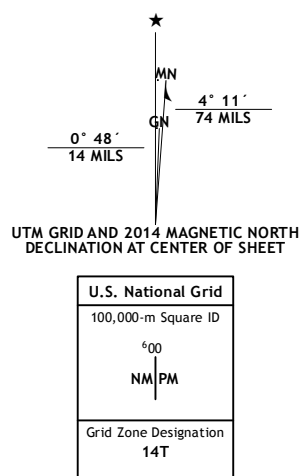 ★
MN
4° 11´
74 MILS
GN
0° 48´
14 MILS
UTM GRID AND 2014 MAGNETIC NORTH
DECLINATION AT CENTER OF SHEET
U.S. National Grid
100,000-m Square ID
⁶00
NM PM
Grid Zone Designation
14T